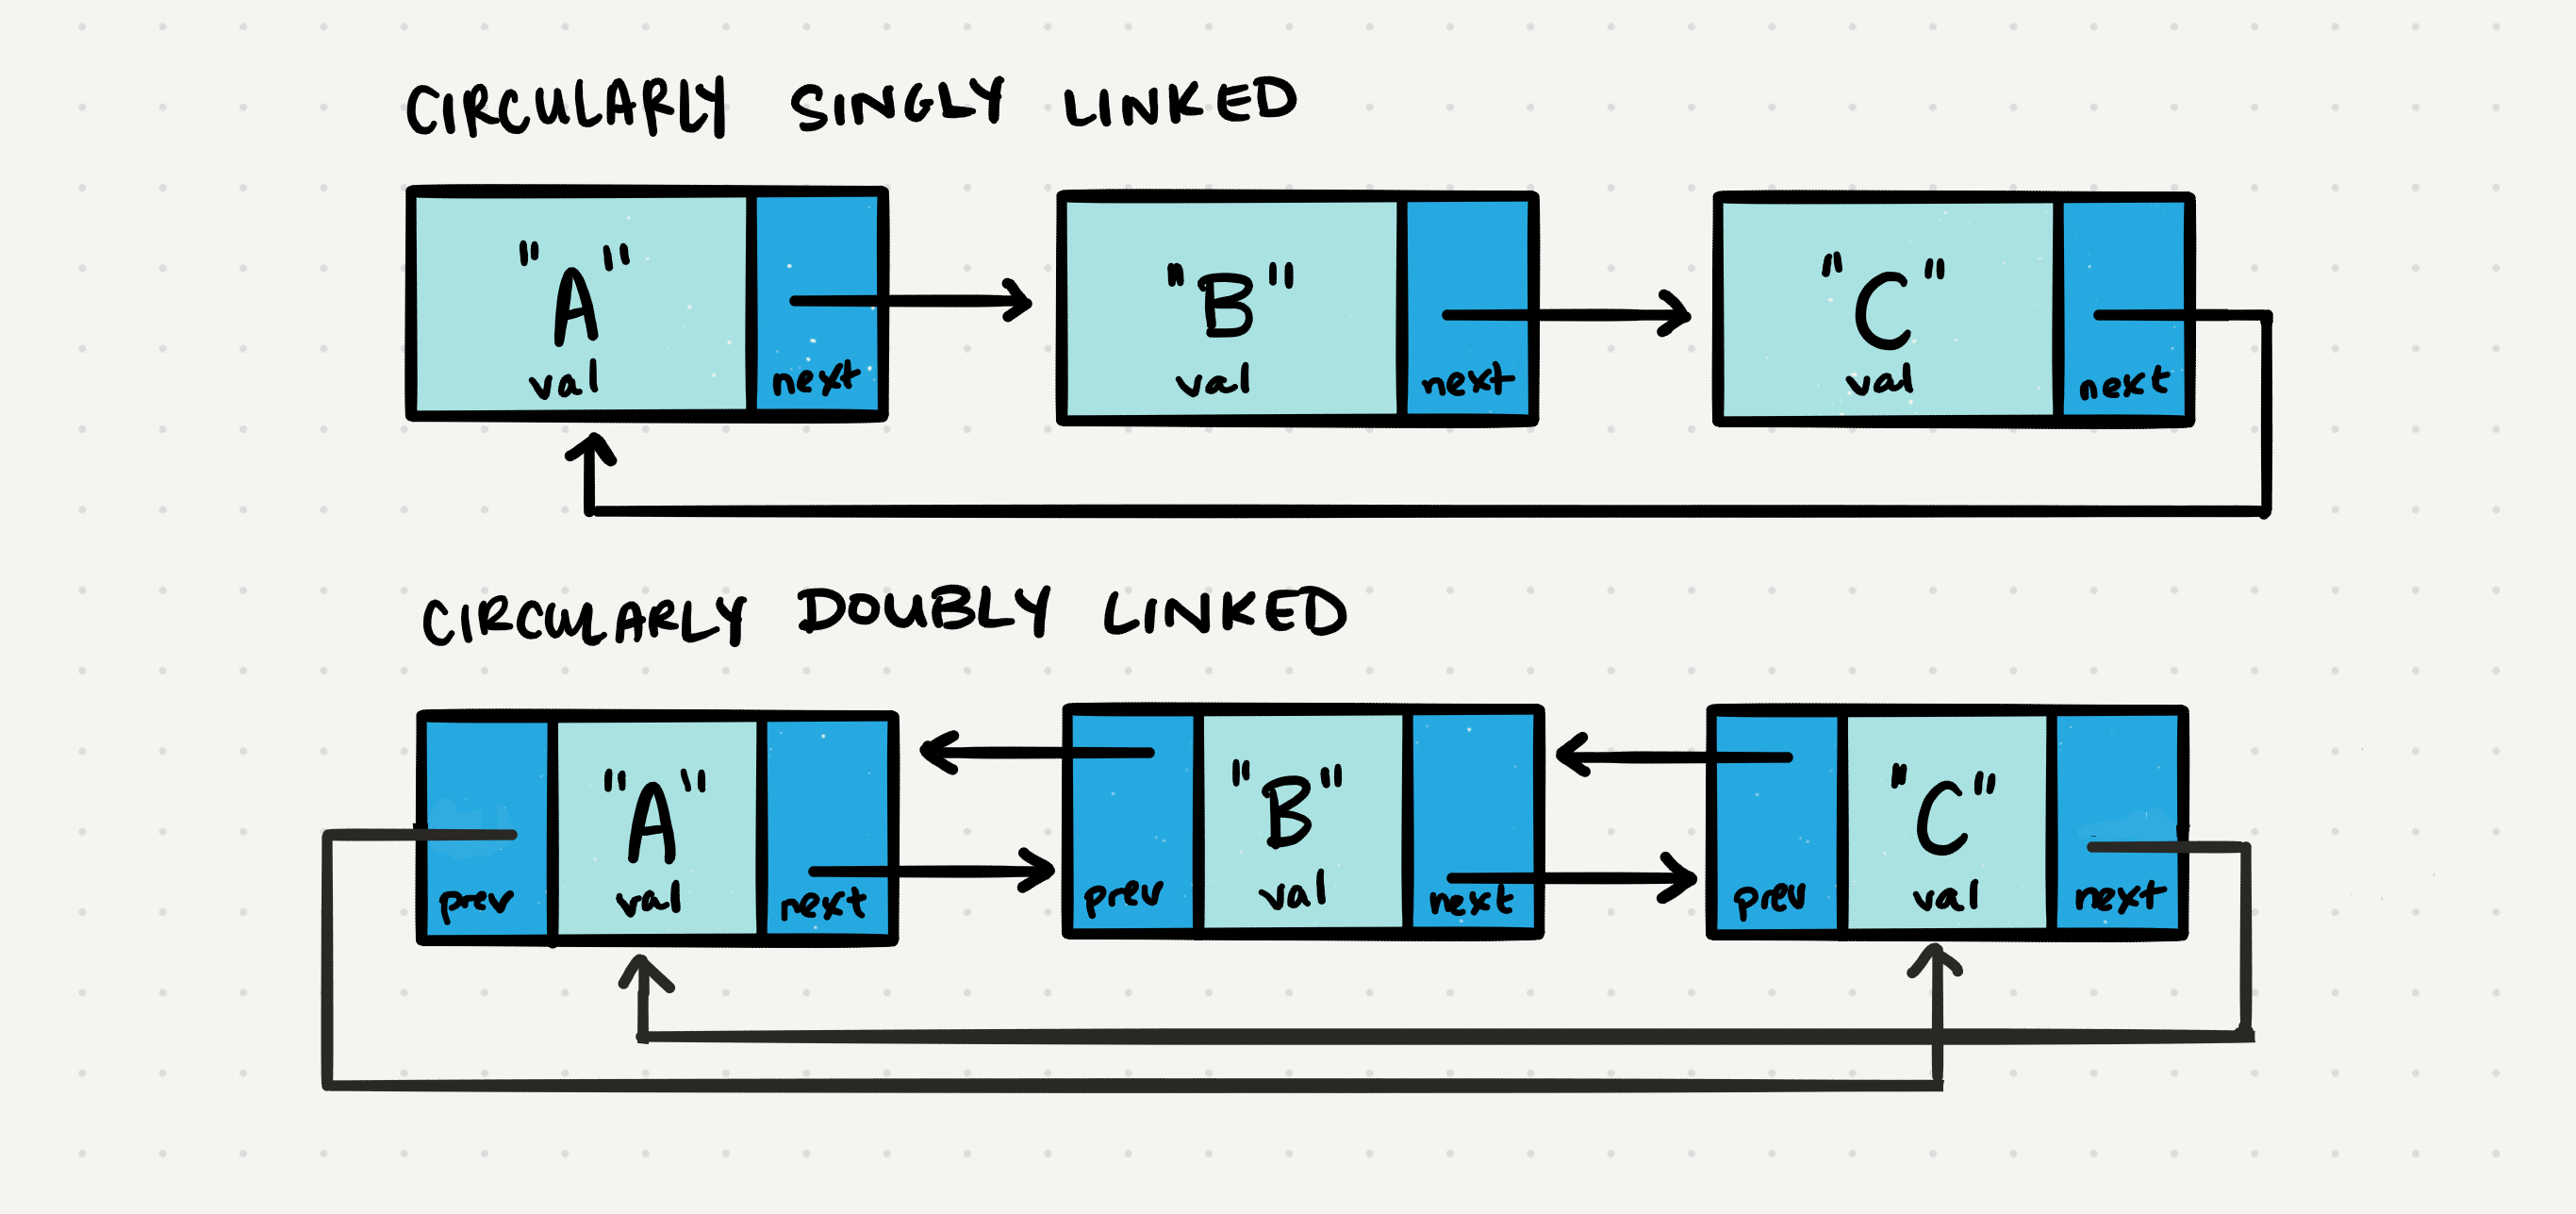 CIRCULARLY SINGLY LINKED
"A" "B" "C"
val next val next val next
CIRCULARLY DOUBLY LINKED
"A" "B" "C"
prev val next prev val next prev val next